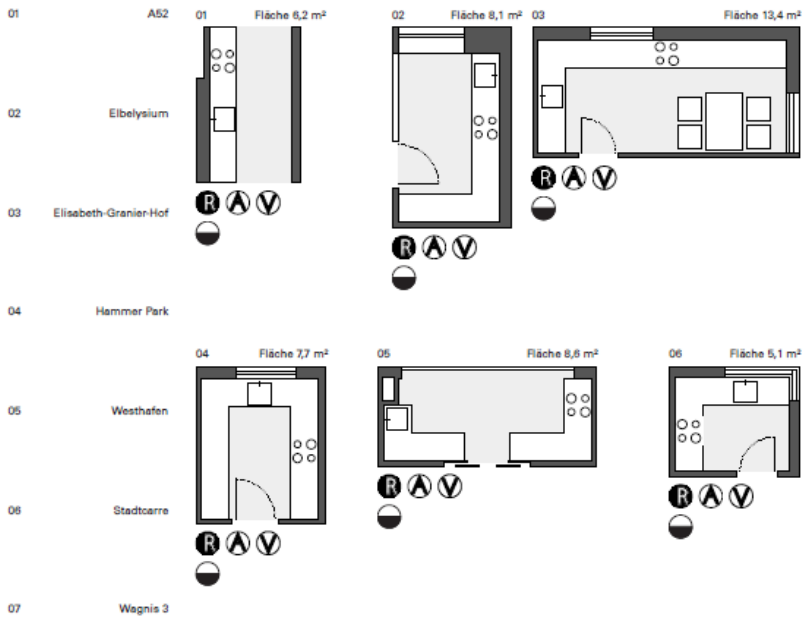 01 A52
02 Elbelysium
03 Elisabeth-Granier-Hof
04 Hammer Park
05 Westhafen
06 Stadtcarre
07 Wagnis 3
01 Fläche 6,2 m²
R A V
02 Fläche 8,1 m²
R A V
03 Fläche 13,4 m²
R A V
04 Fläche 7,7 m²
R A V
05 Fläche 8,6 m²
R A V
06 Fläche 5,1 m²
R A V